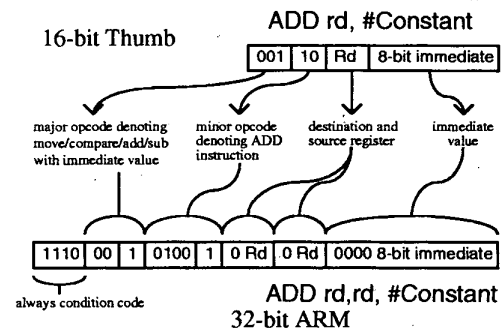 ADD rd, #Constant
16-bit Thumb
001 10 Rd 8-bit immediate
major opcode denoting
move/compare/add/sub
with immediate value
minor opcode
denoting ADD
instruction
destination and
source register
immediate
value
1110 00 1 0100 1 0 Rd 0 Rd 0000 8-bit immediate
always condition code
ADD rd,rd, #Constant
32-bit ARM